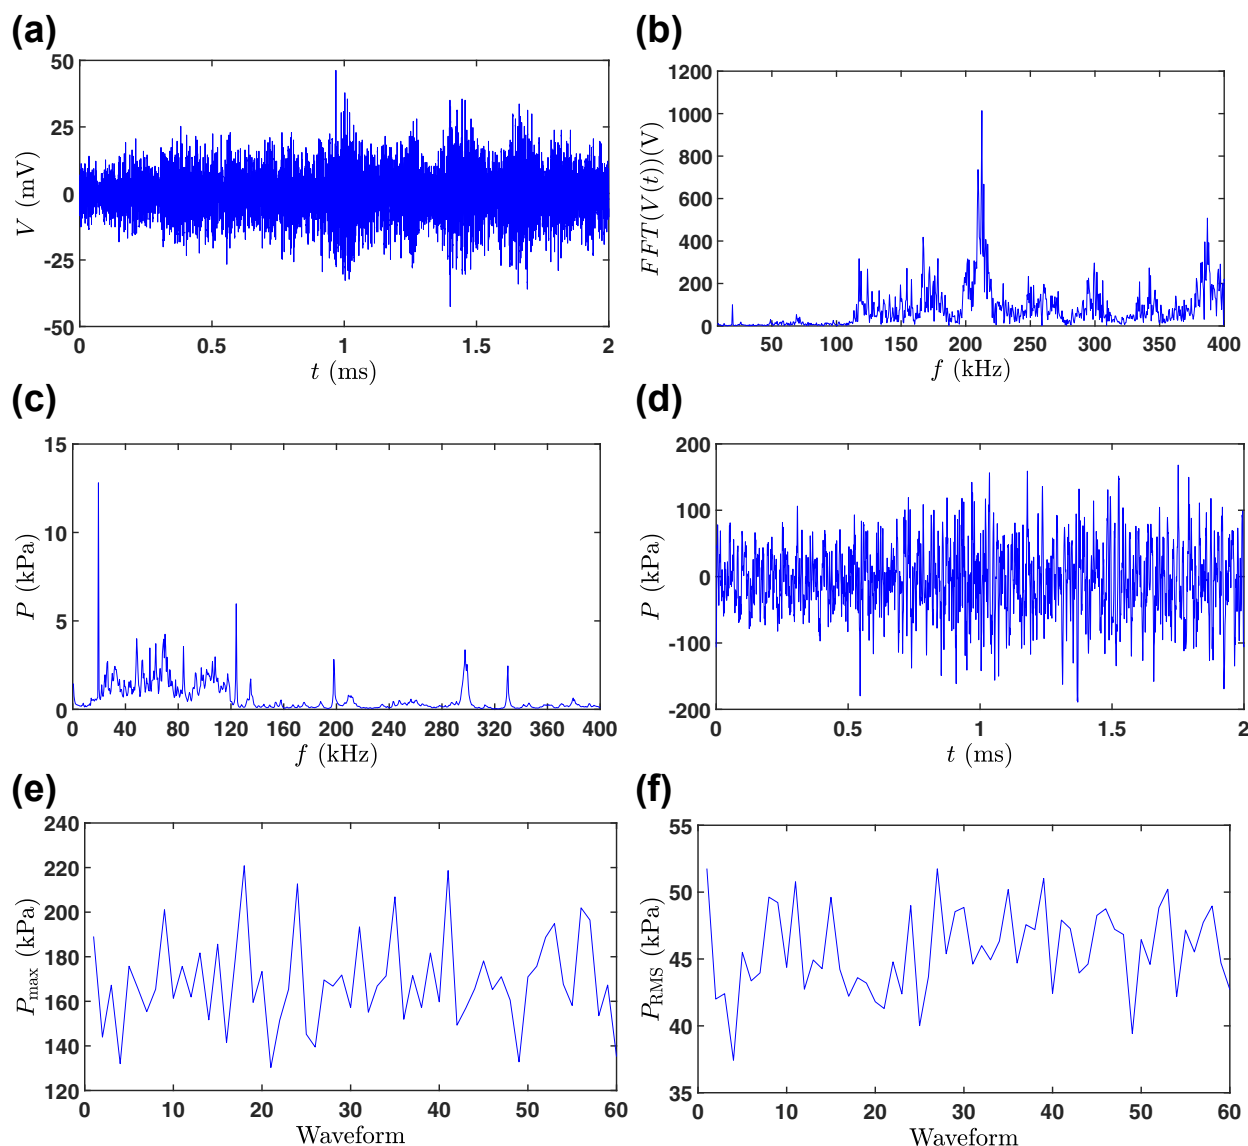 (a)
50
25
0
-25
-50
V (mV)
0 0.5 1 1.5 2
t (ms)
(b)
1200
1000
800
600
400
200
0
FFT(V(t))(V)
50 100 150 200 250 300 350 400
f (kHz)
(c)
15
10
5
0
P (kPa)
0 40 80 120 160 200 240 280 320 360 400
f (kHz)
(d)
200
100
0
-100
-200
P (kPa)
0 0.5 1 1.5 2
t (ms)
(e)
240
220
200
180
160
140
120
Pmax (kPa)
0 10 20 30 40 50 60
Waveform
(f)
55
50
45
40
35
PRMS (kPa)
0 10 20 30 40 50 60
Waveform